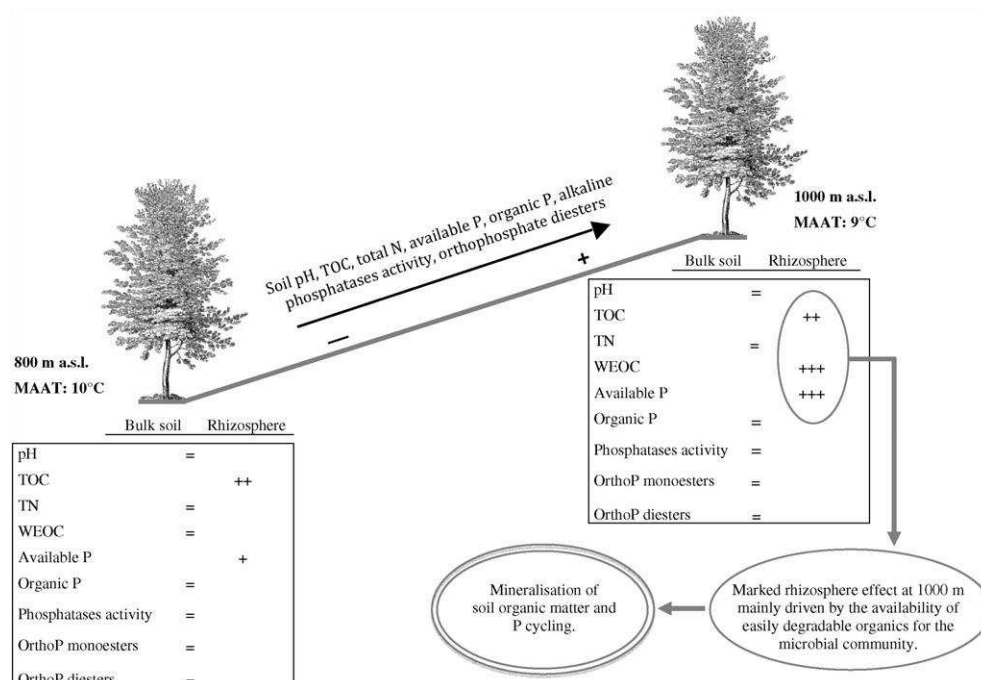 Soil pH, TOC, total N, available P, organic P, alkaline
phosphatases activity, orthophosphate diesters
+
—
1000 m a.s.l.
MAAT: 9°C
Bulk soil Rhizosphere
pH =
TOC ++
TN =
WEOC +++
Available P +++
Organic P =
Phosphatases activity =
OrthoP monoesters =
OrthoP diesters =
800 m a.s.l.
MAAT: 10°C
Bulk soil Rhizosphere
pH =
TOC ++
TN =
WEOC =
Available P +
Organic P =
Phosphatases activity =
OrthoP monoesters =
OrthoP diesters =
Mineralisation of
soil organic matter and
P cycling.
Marked rhizosphere effect at 1000 m
mainly driven by the availability of
easily degradable organics for the
microbial community.